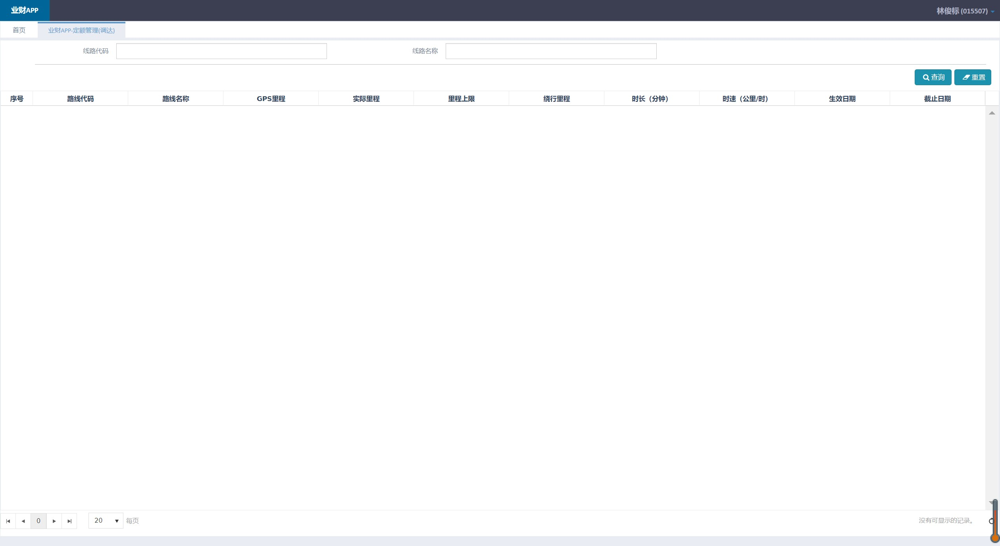 业财APP
林俊标 (015507)
首页 业财APP-定额管理(调达)
线路代码 线路名称
查询 重置
序号 路线代码 路线名称 GPS里程 实际里程 里程上限 绕行里程 时长（分钟） 时速（公里/时） 生效日期 截止日期
0 20 每页 没有可显示的记录。